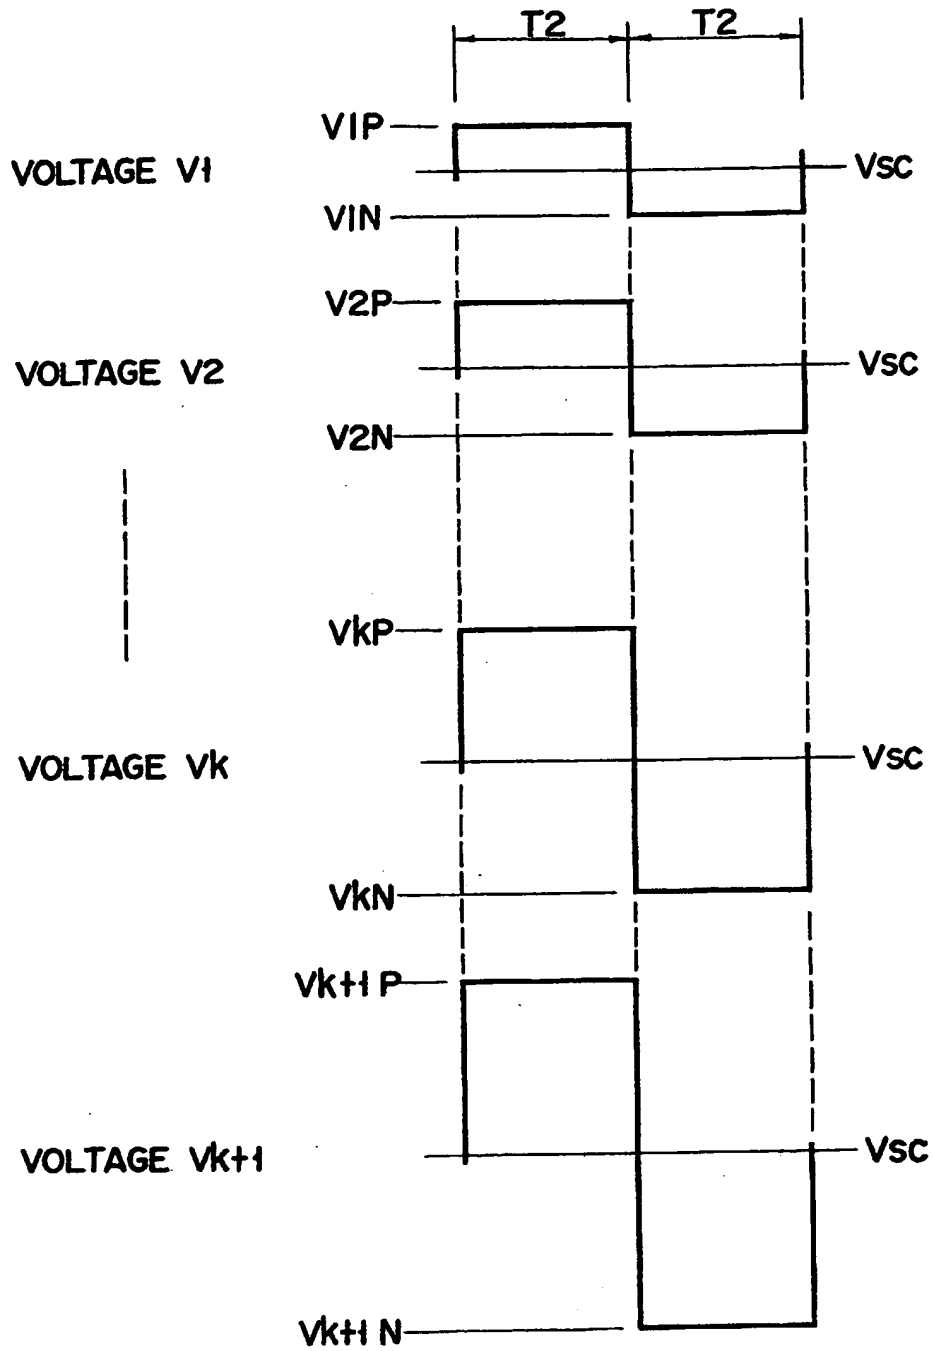 T2 T2
V1P
VOLTAGE V1
VSC
V1N
V2P
VOLTAGE V2
VSC
V2N
VkP
VOLTAGE Vk
VSC
VkN
Vk+1 P
VOLTAGE Vk+1
VSC
Vk+1 N